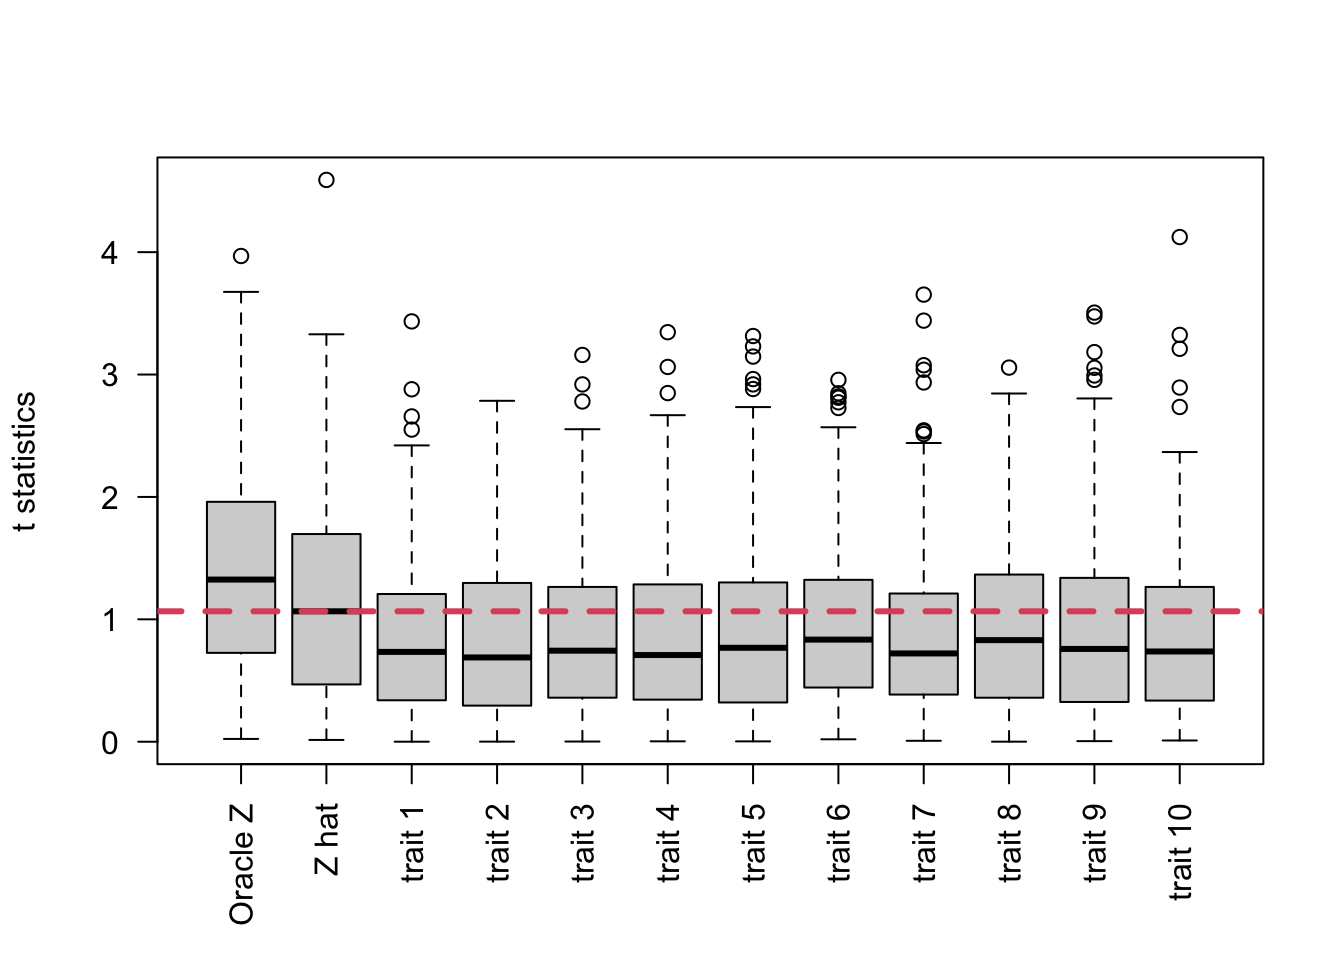 t statistics
4
3
2
1
0
Oracle Z
Z hat
trait 1
trait 2
trait 3
trait 4
trait 5
trait 6
trait 7
trait 8
trait 9
trait 10